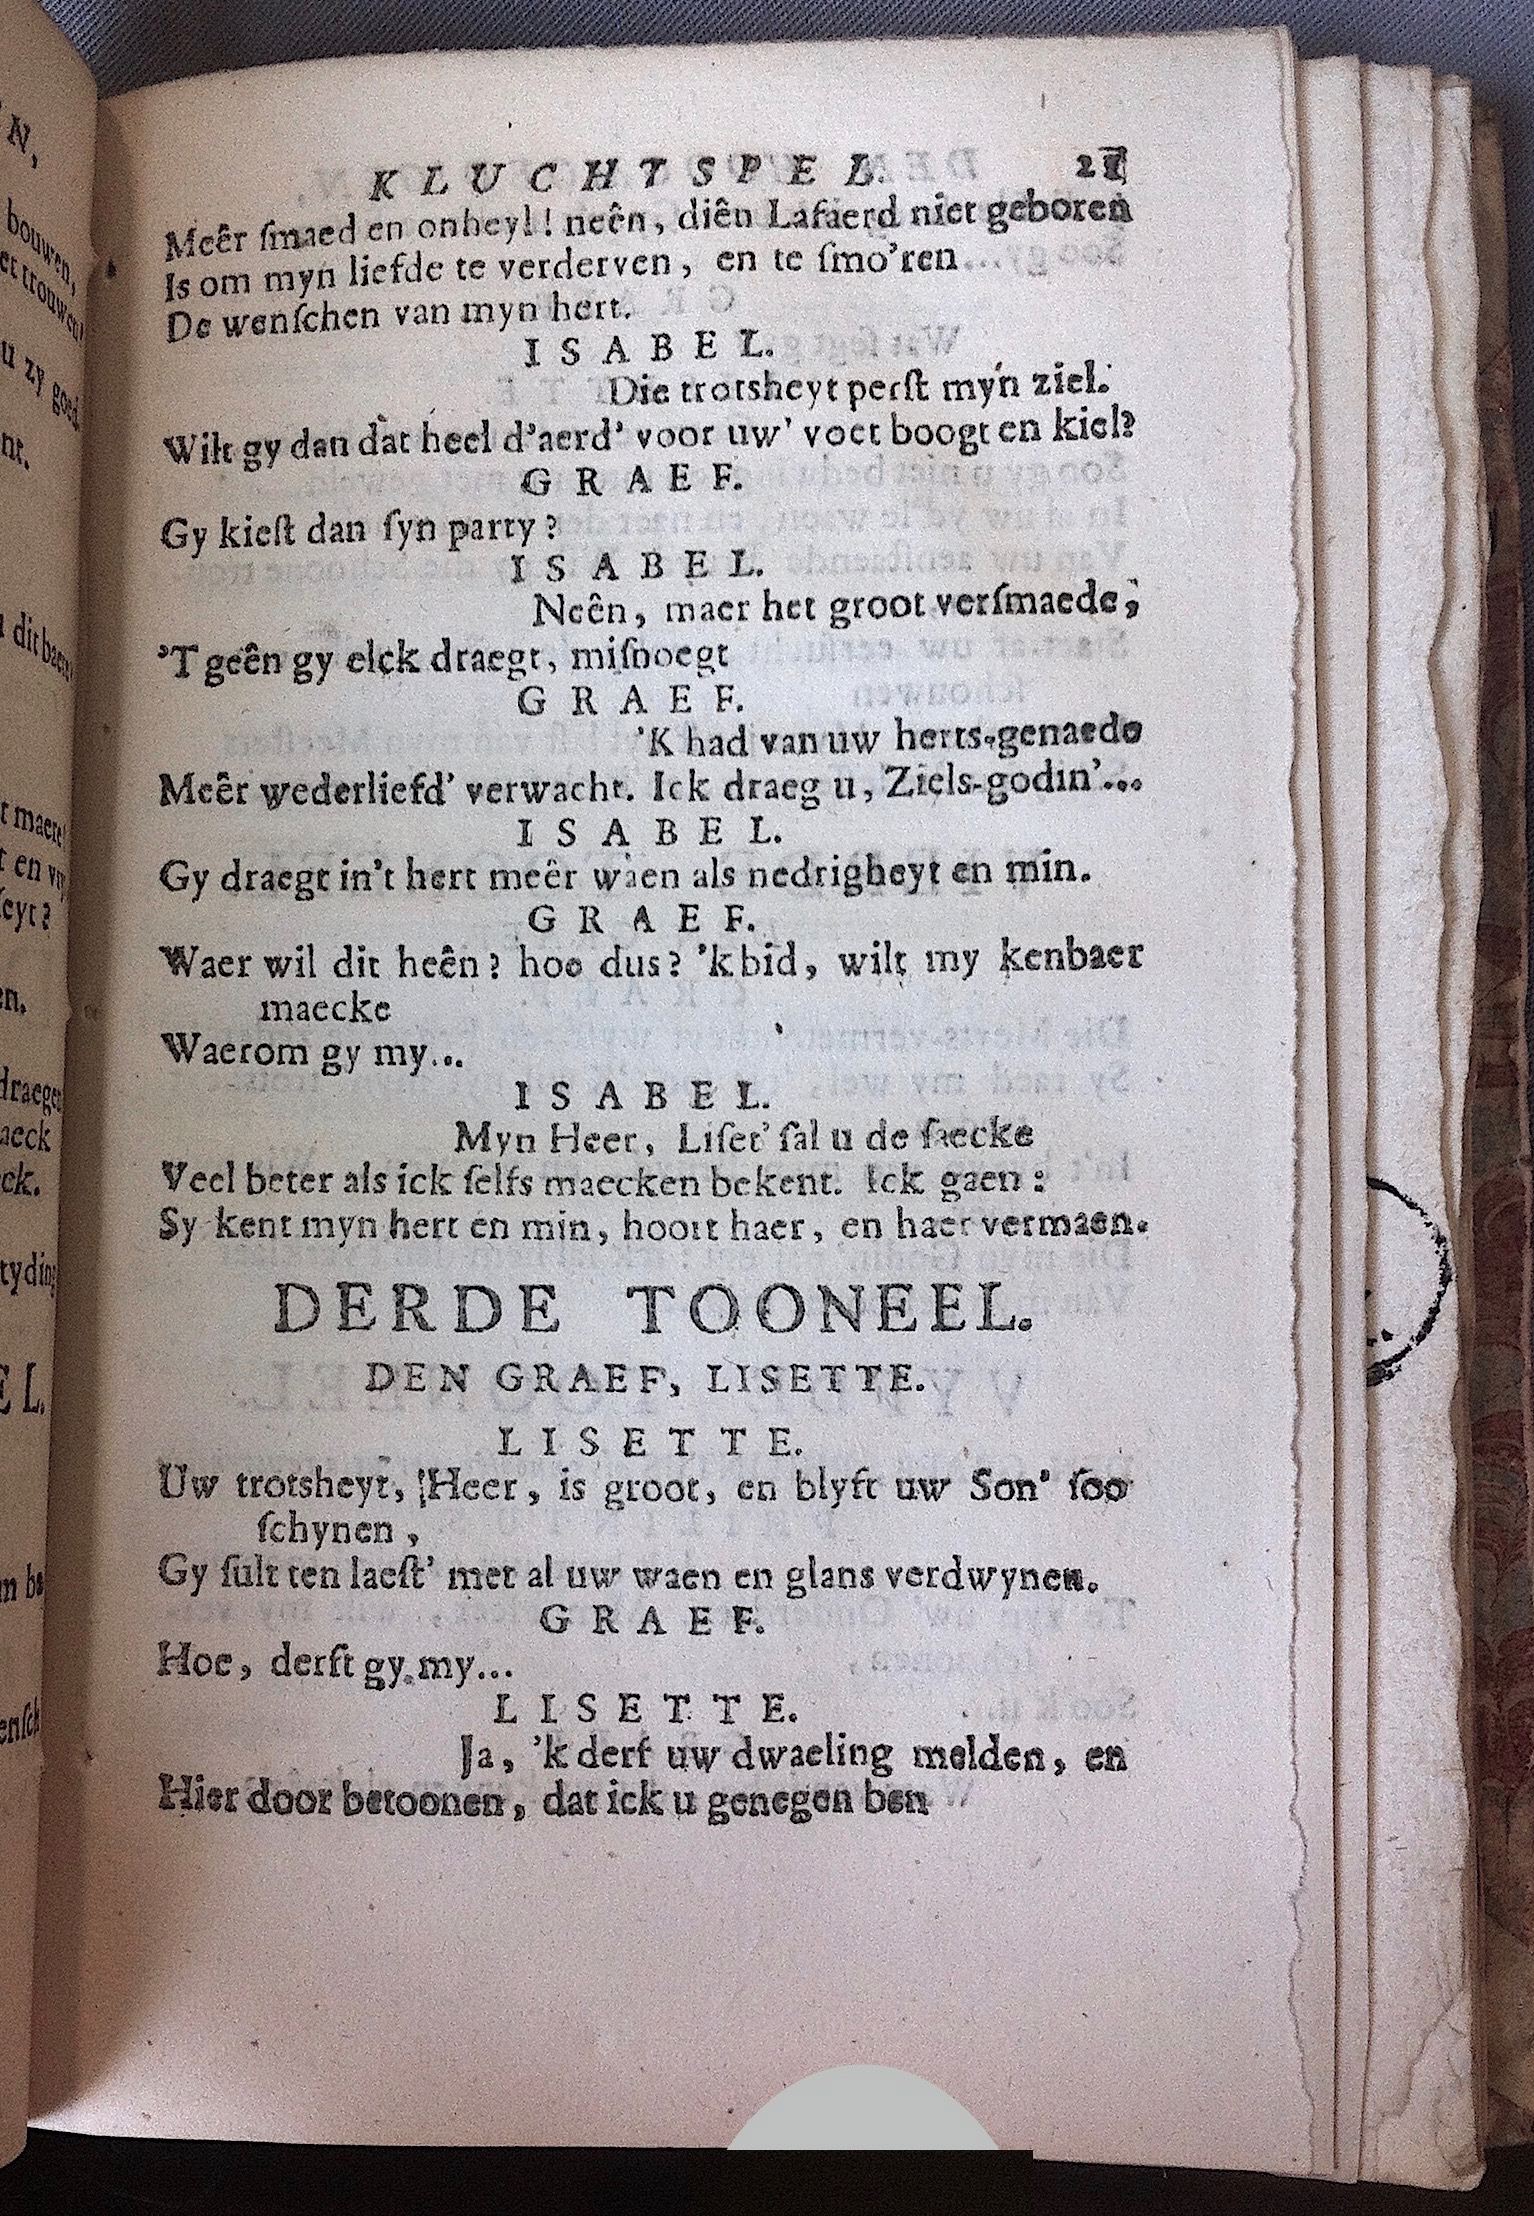 KLUCHTSPEL. 21
Meêr ſmaed en onheyl! neên, diên Lafaerd niet geboren
Is om myn liefde te verderven, en te ſmo'ren
De wenſchen van myn hert.
ISABEL.
Die trotsheyt perſt myn ziel.
Wilt gy dan dat heel d'aerd' voor uw' voet boogt en kiel?
GRAEF.
Gy kieſt dan ſyn party?
ISABEL.
Neên, maer het groot verſmaede,
'T geên gy elck draegt, miſnoegt
GRAEF.
'K had van uw herts-genaede
Meêr wederliefd' verwacht. Ick draeg u, Ziels-godin'...
ISABEL.
Gy draegt in't hert meêr waen als nedrigheyt en min.
GRAEF.
Waer wil dit heên? hoe dus? 'k bid, wilt my kenbaer
maecke
Waerom gy my...
ISABEL.
Myn Heer, Liſet' ſal u de ſaecke
Veel beter als ick ſelfs maecken bekent. Ick gaen:
Sy kent myn hert en min, hoort haer, en haer vermaen.
DERDE TOONEEL.
DEN GRAEF, LISETTE.
LISETTE.
Uw trotsheyt, Heer, is groot, en blyft uw Son' ſoo
ſchynen,
Gy ſult ten laeſt' met al uw waen en glans verdwynen.
GRAEF.
Hoe, derft gy my...
LISETTE.
Ja, 'k derf uw dwaeling melden, en
Hier door betoonen, dat ick u genegen ben